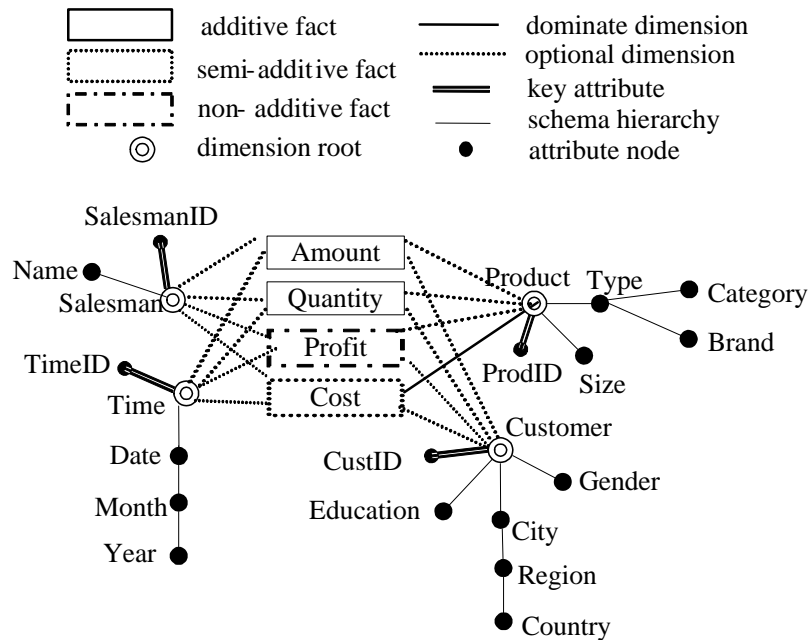 additive fact
semi-additive fact
non- additive fact
dimension root
dominate dimension
optional dimension
key attribute
schema hierarchy
attribute node
SalesmanID
Name
Salesman
TimeID
Time
Date
Month
Year
Amount
Quantity
Profit
Cost
Product
Type
Category
Brand
ProdID
Size
Customer
CustID
Gender
Education
City
Region
Country